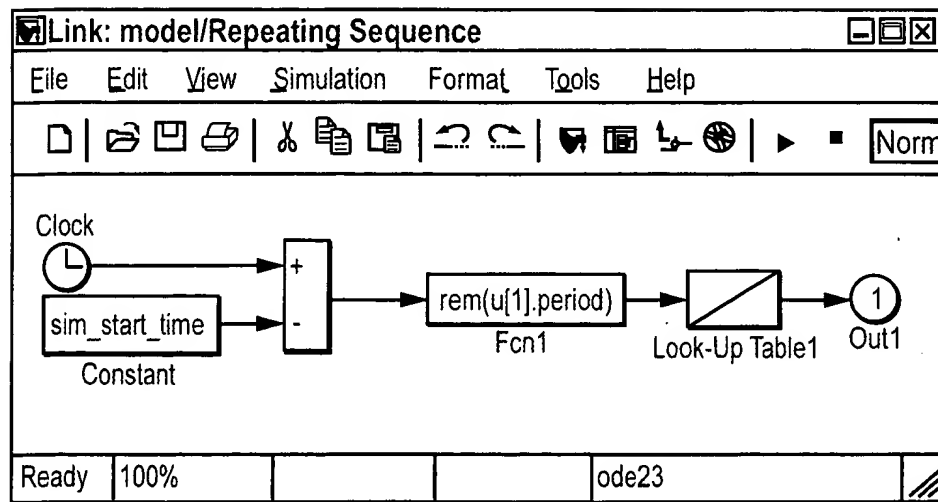 Link: model/Repeating Sequence
File Edit View Simulation Format Tools Help
Norm
Clock
+
sim_start_time
-
Constant
rem(u[1].period)
Fcn1
Look-Up Table1
1
Out1
Ready 100% ode23